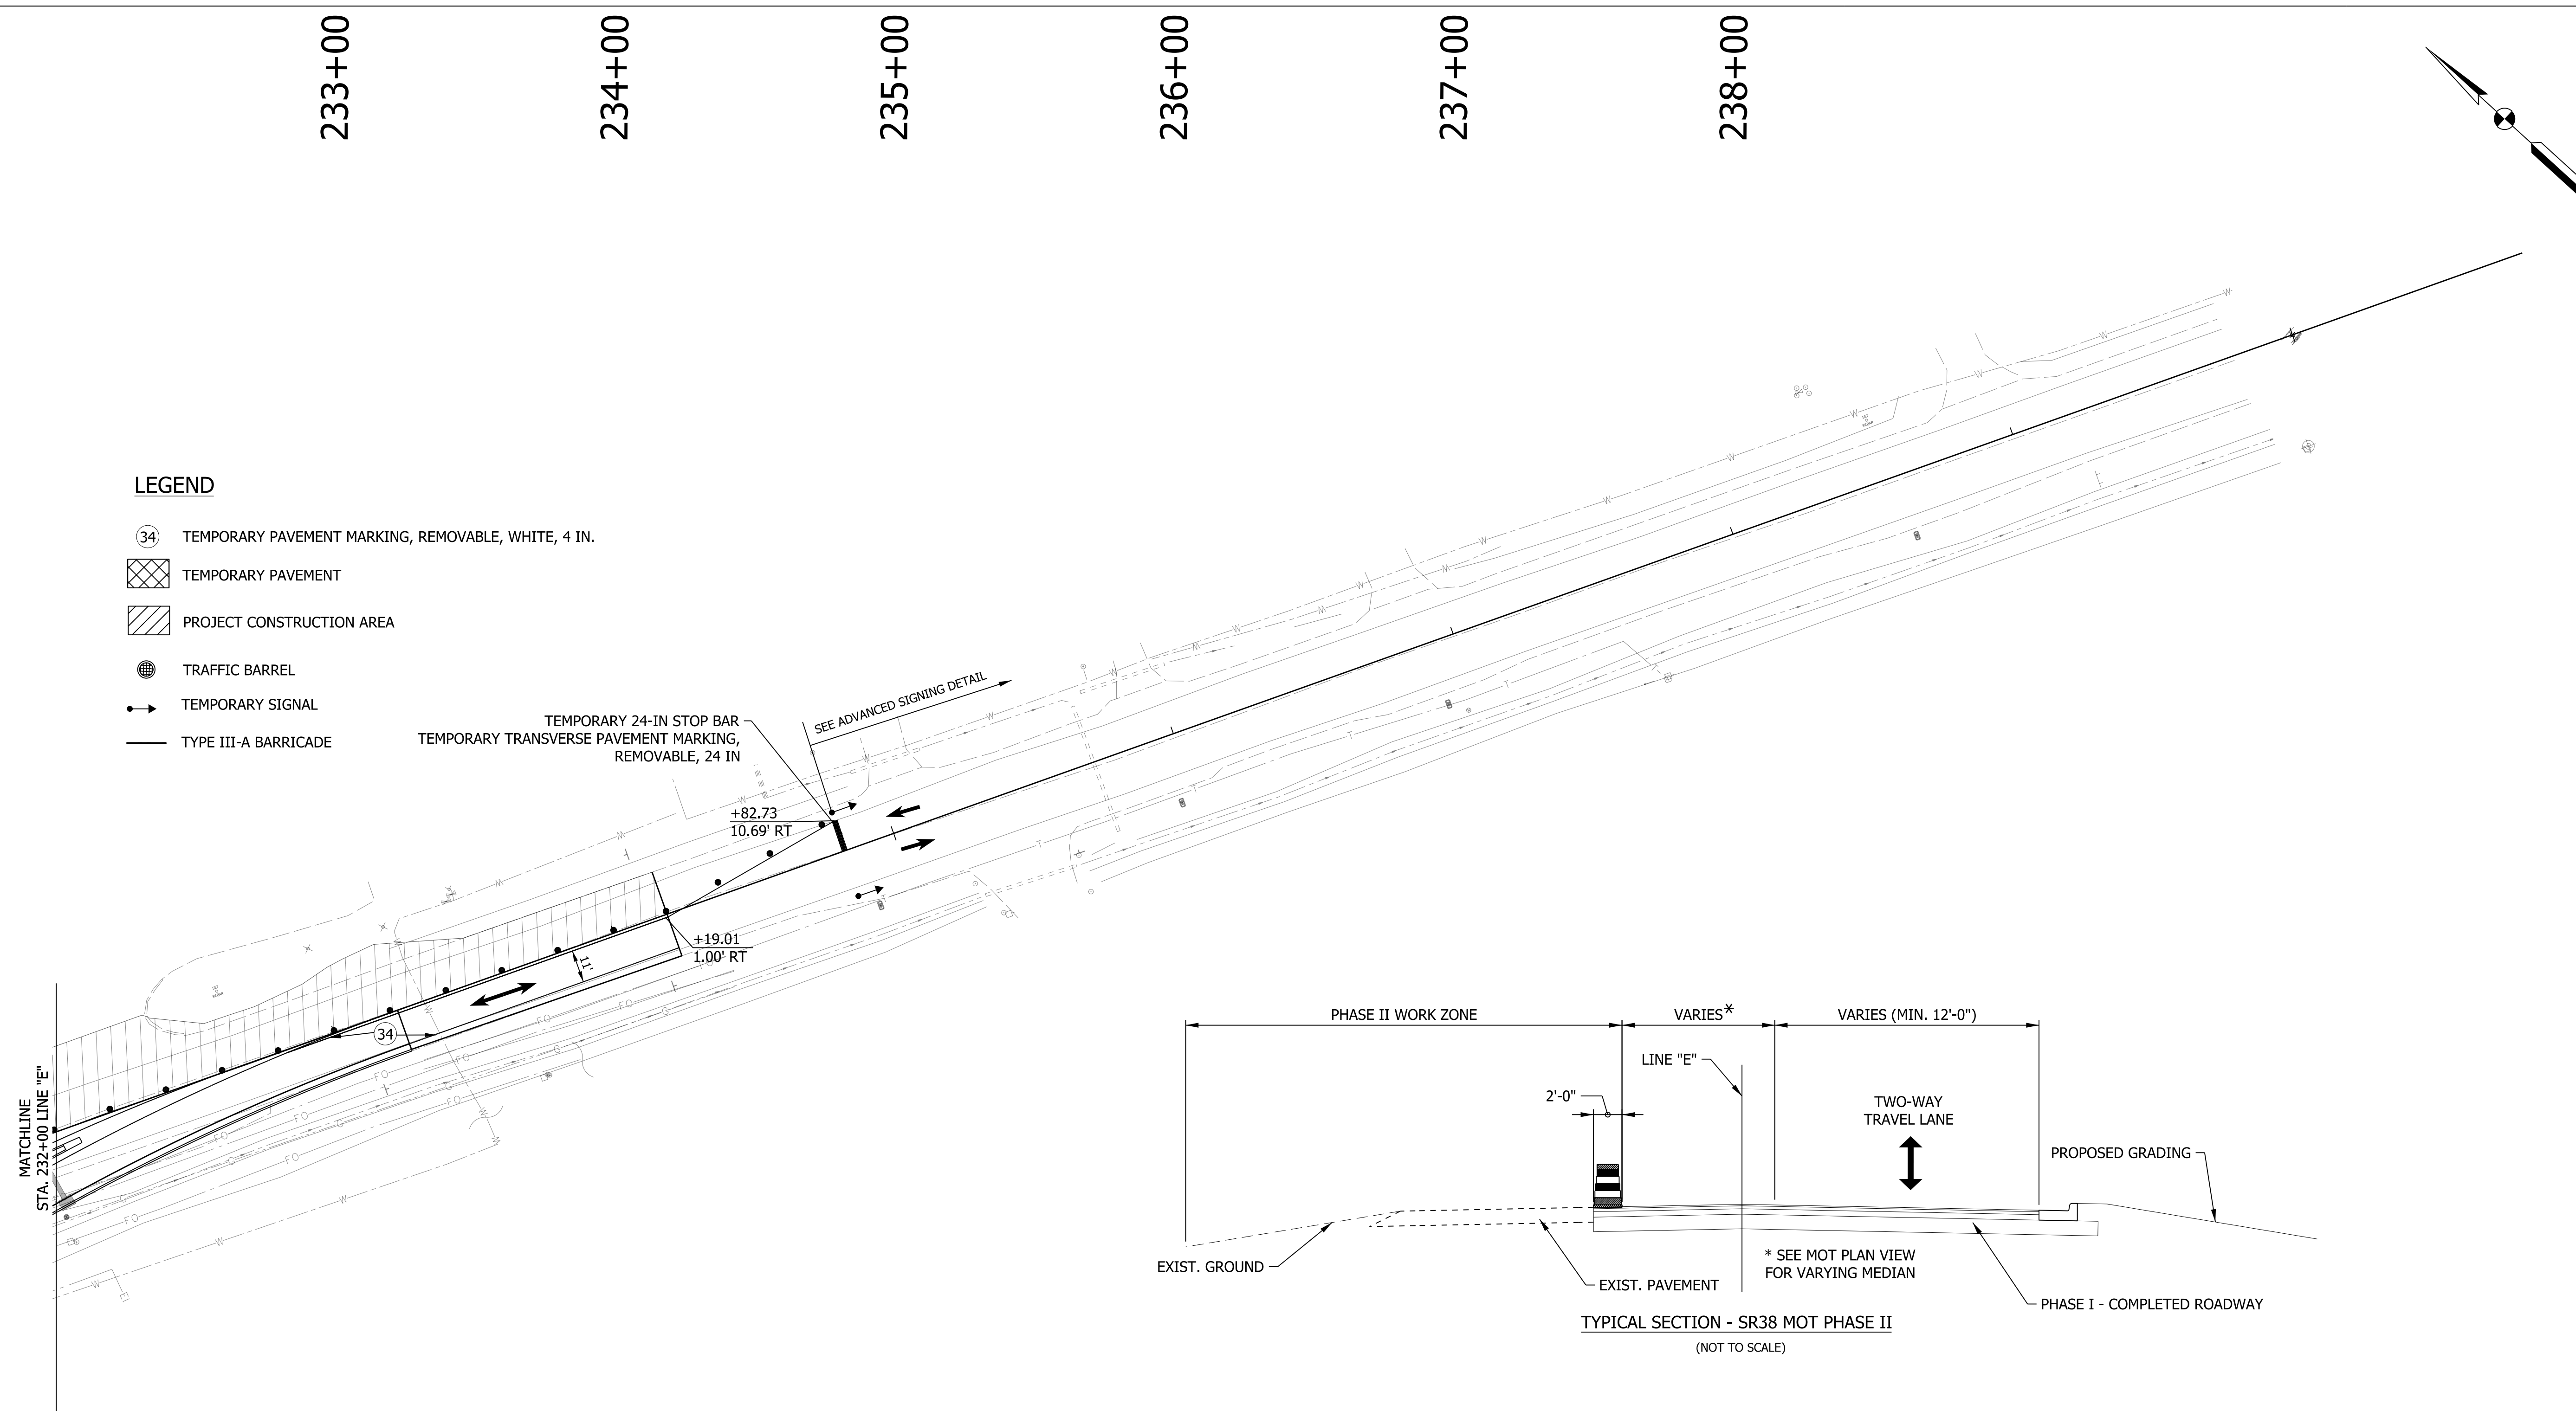 233+00
234+00
235+00
236+00
237+00
238+00
LEGEND
34 TEMPORARY PAVEMENT MARKING, REMOVABLE, WHITE, 4 IN.
TEMPORARY PAVEMENT
PROJECT CONSTRUCTION AREA
TRAFFIC BARREL
TEMPORARY SIGNAL
TYPE III-A BARRICADE
SEE ADVANCED SIGNING DETAIL
TEMPORARY 24-IN STOP BAR
TEMPORARY TRANSVERSE PAVEMENT MARKING,
REMOVABLE, 24 IN
+82.73
10.69' RT
+19.01
1.00' RT
11'
34
MATCHLINE
STA. 232+00 LINE "E"
PHASE II WORK ZONE
VARIES*
VARIES (MIN. 12'-0")
LINE "E"
2'-0"
TWO-WAY
TRAVEL LANE
PROPOSED GRADING
EXIST. GROUND
EXIST. PAVEMENT
* SEE MOT PLAN VIEW
FOR VARYING MEDIAN
PHASE I - COMPLETED ROADWAY
TYPICAL SECTION - SR38 MOT PHASE II
(NOT TO SCALE)